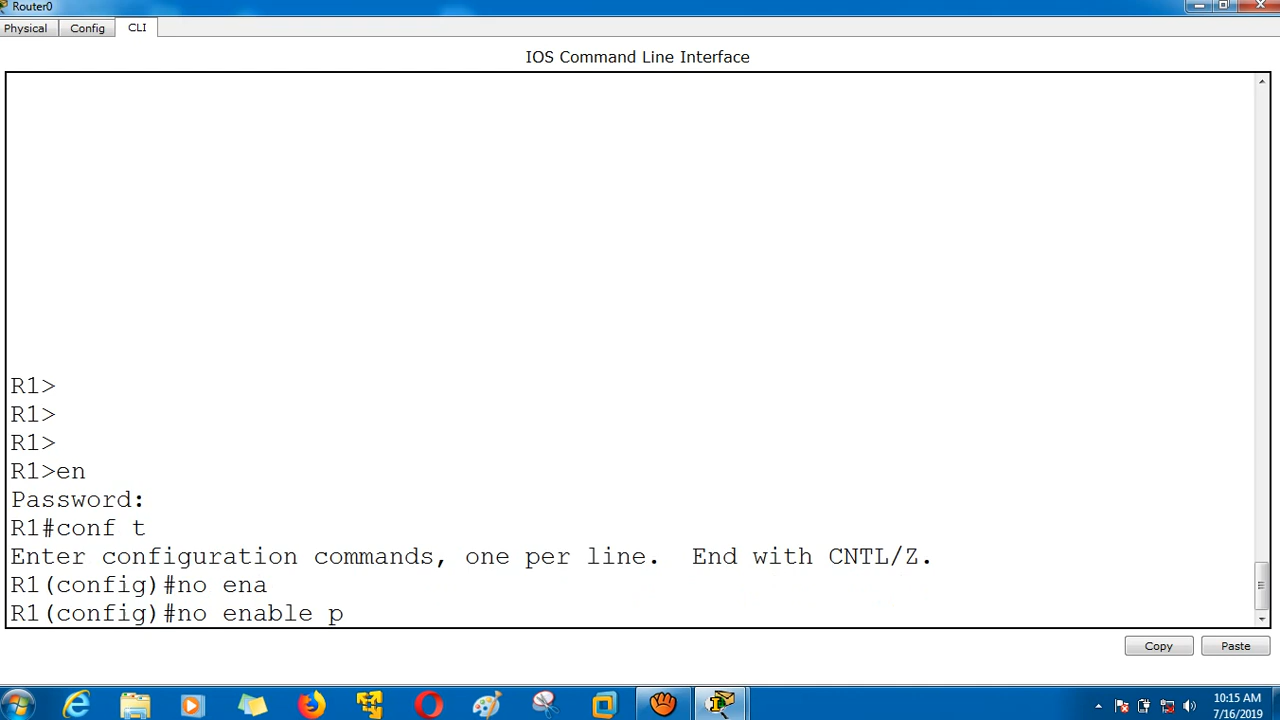 Router0
Physical Config CLI
IOS Command Line Interface
R1>
R1>
R1>
R1>en
Password:
R1#conf t
Enter configuration commands, one per line.  End with CNTL/Z.
R1(config)#no ena
R1(config)#no enable p
Copy Paste
10:15 AM
7/16/2019